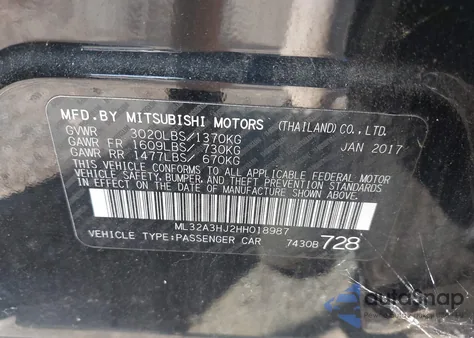 MFD.BY MITSUBISHI MOTORS (THAILAND) CO., LTD.
GVWR 3020LBS/1370KG JAN 2017
GAWR FR 1609LBS/ 730KG
GAWR RR 1477LBS/ 670KG
THIS VEHICLE CONFORMS TO ALL APPLICABLE FEDERAL MOTOR
VEHICLE SAFETY, BUMPER, AND THEFT PREVENTION STANDARDS
IN EFFECT ON THE DATE OF MANUFACTURE SHOWN ABOVE.
ML32A3HJ2HH018987
VEHICLE TYPE:PASSENGER CAR 7430B 728
AutoSnap